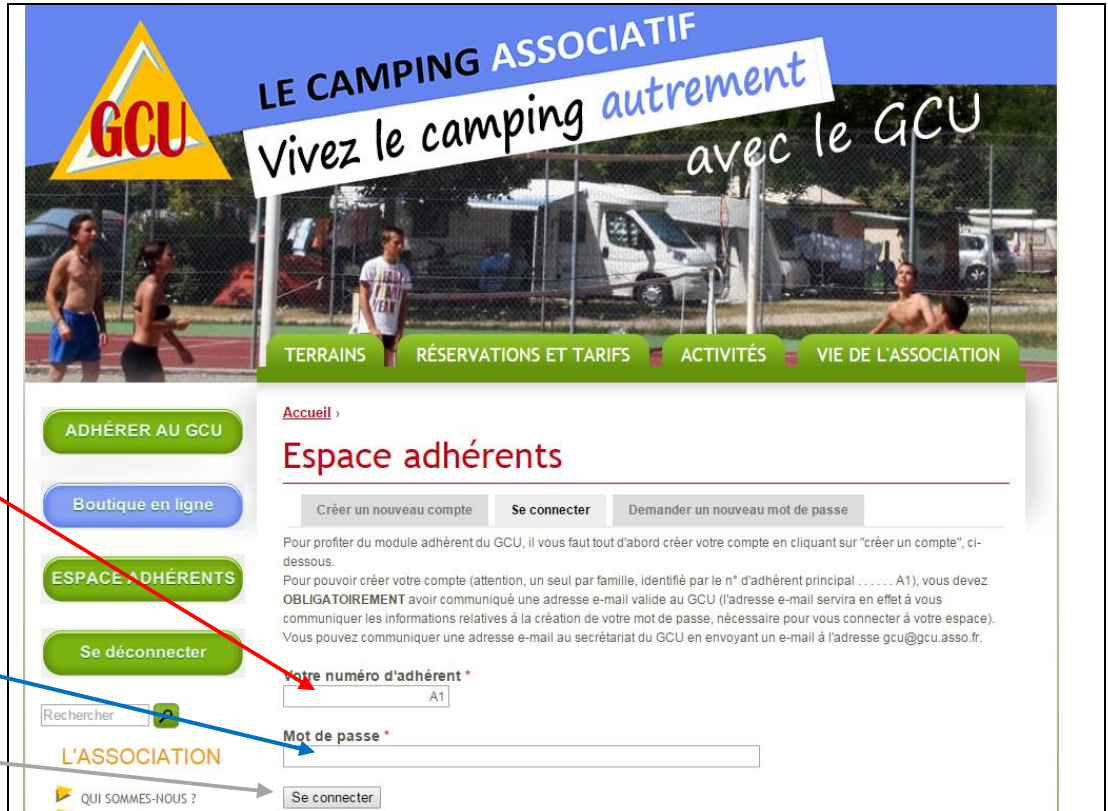 LE CAMPING ASSOCIATIF
Vivez le camping autrement
avec le GCU
GCU
TERRAINS
RÉSERVATIONS ET TARIFS
ACTIVITÉS
VIE DE L'ASSOCIATION
ADHÉRER AU GCU
Boutique en ligne
ESPACE ADHÉRENTS
Se déconnecter
Rechercher
L'ASSOCIATION
QUI SOMMES-NOUS ?
Accueil ›
Espace adhérents
Créer un nouveau compte
Se connecter
Demander un nouveau mot de passe
Pour profiter du module adhérent du GCU, il vous faut tout d'abord créer votre compte en cliquant sur "créer un compte", ci-
dessous.
Pour pouvoir créer votre compte (attention, un seul par famille, identifié par le n° d'adhérent principal . . . . . . A1), vous devez
OBLIGATOIREMENT avoir communiqué une adresse e-mail valide au GCU (l'adresse e-mail servira en effet à vous
communiquer les informations relatives à la création de votre mot de passe, nécessaire pour vous connecter à votre espace).
Vous pouvez communiquer une adresse e-mail au secrétariat du GCU en envoyant un e-mail à l'adresse gcu@gcu.asso.fr.
Votre numéro d'adhérent *
A1
Mot de passe *
Se connecter